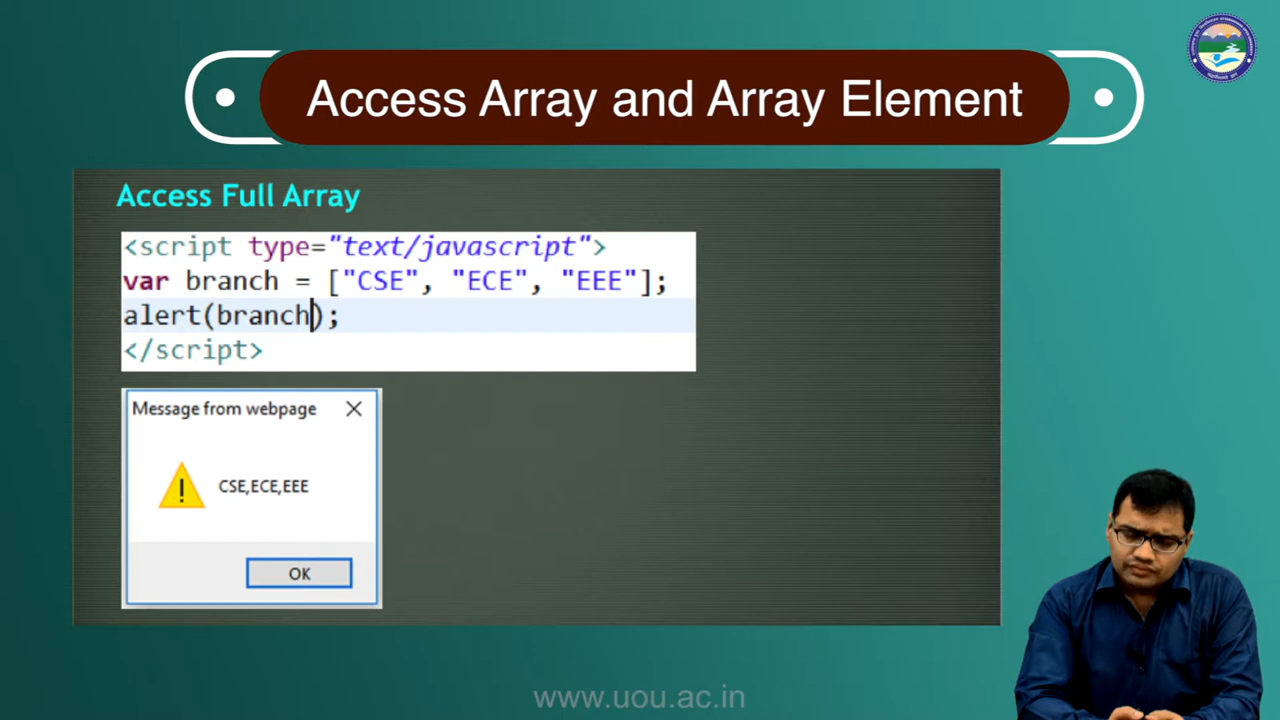 Access Array and Array Element
Access Full Array
<script type="text/javascript">
var branch = ["CSE", "ECE", "EEE"];
alert(branch);
</script>
Message from webpage
CSE,ECE,EEE
OK
www.uou.ac.in